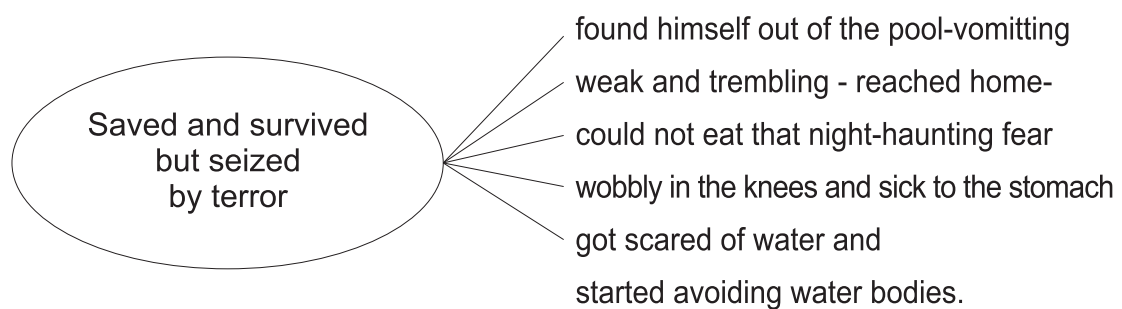 Saved and survived
but seized
by terror
found himself out of the pool-vomitting
weak and trembling - reached home-
could not eat that night-haunting fear
wobbly in the knees and sick to the stomach
got scared of water and
started avoiding water bodies.